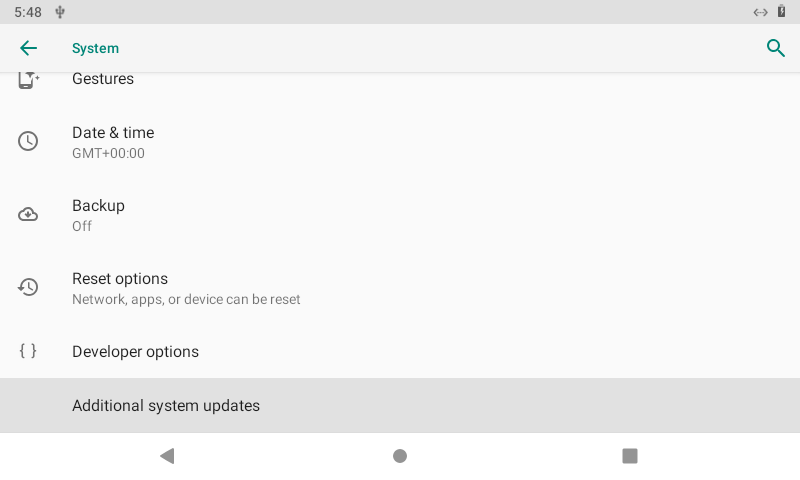 5:48
System
Gestures
Date & time
GMT+00:00
Backup
Off
Reset options
Network, apps, or device can be reset
Developer options
Additional system updates